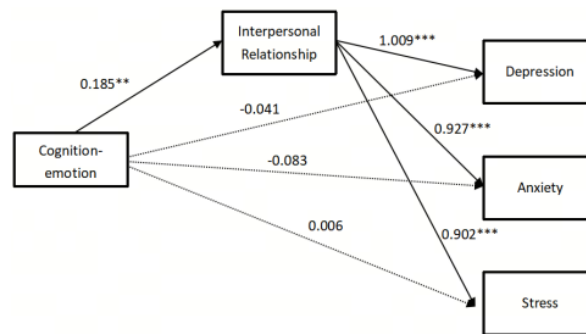 Interpersonal
Relationship
1.009***
Depression
0.185**
-0.041
0.927***
Cognition-
emotion
-0.083
Anxiety
0.006
0.902***
Stress